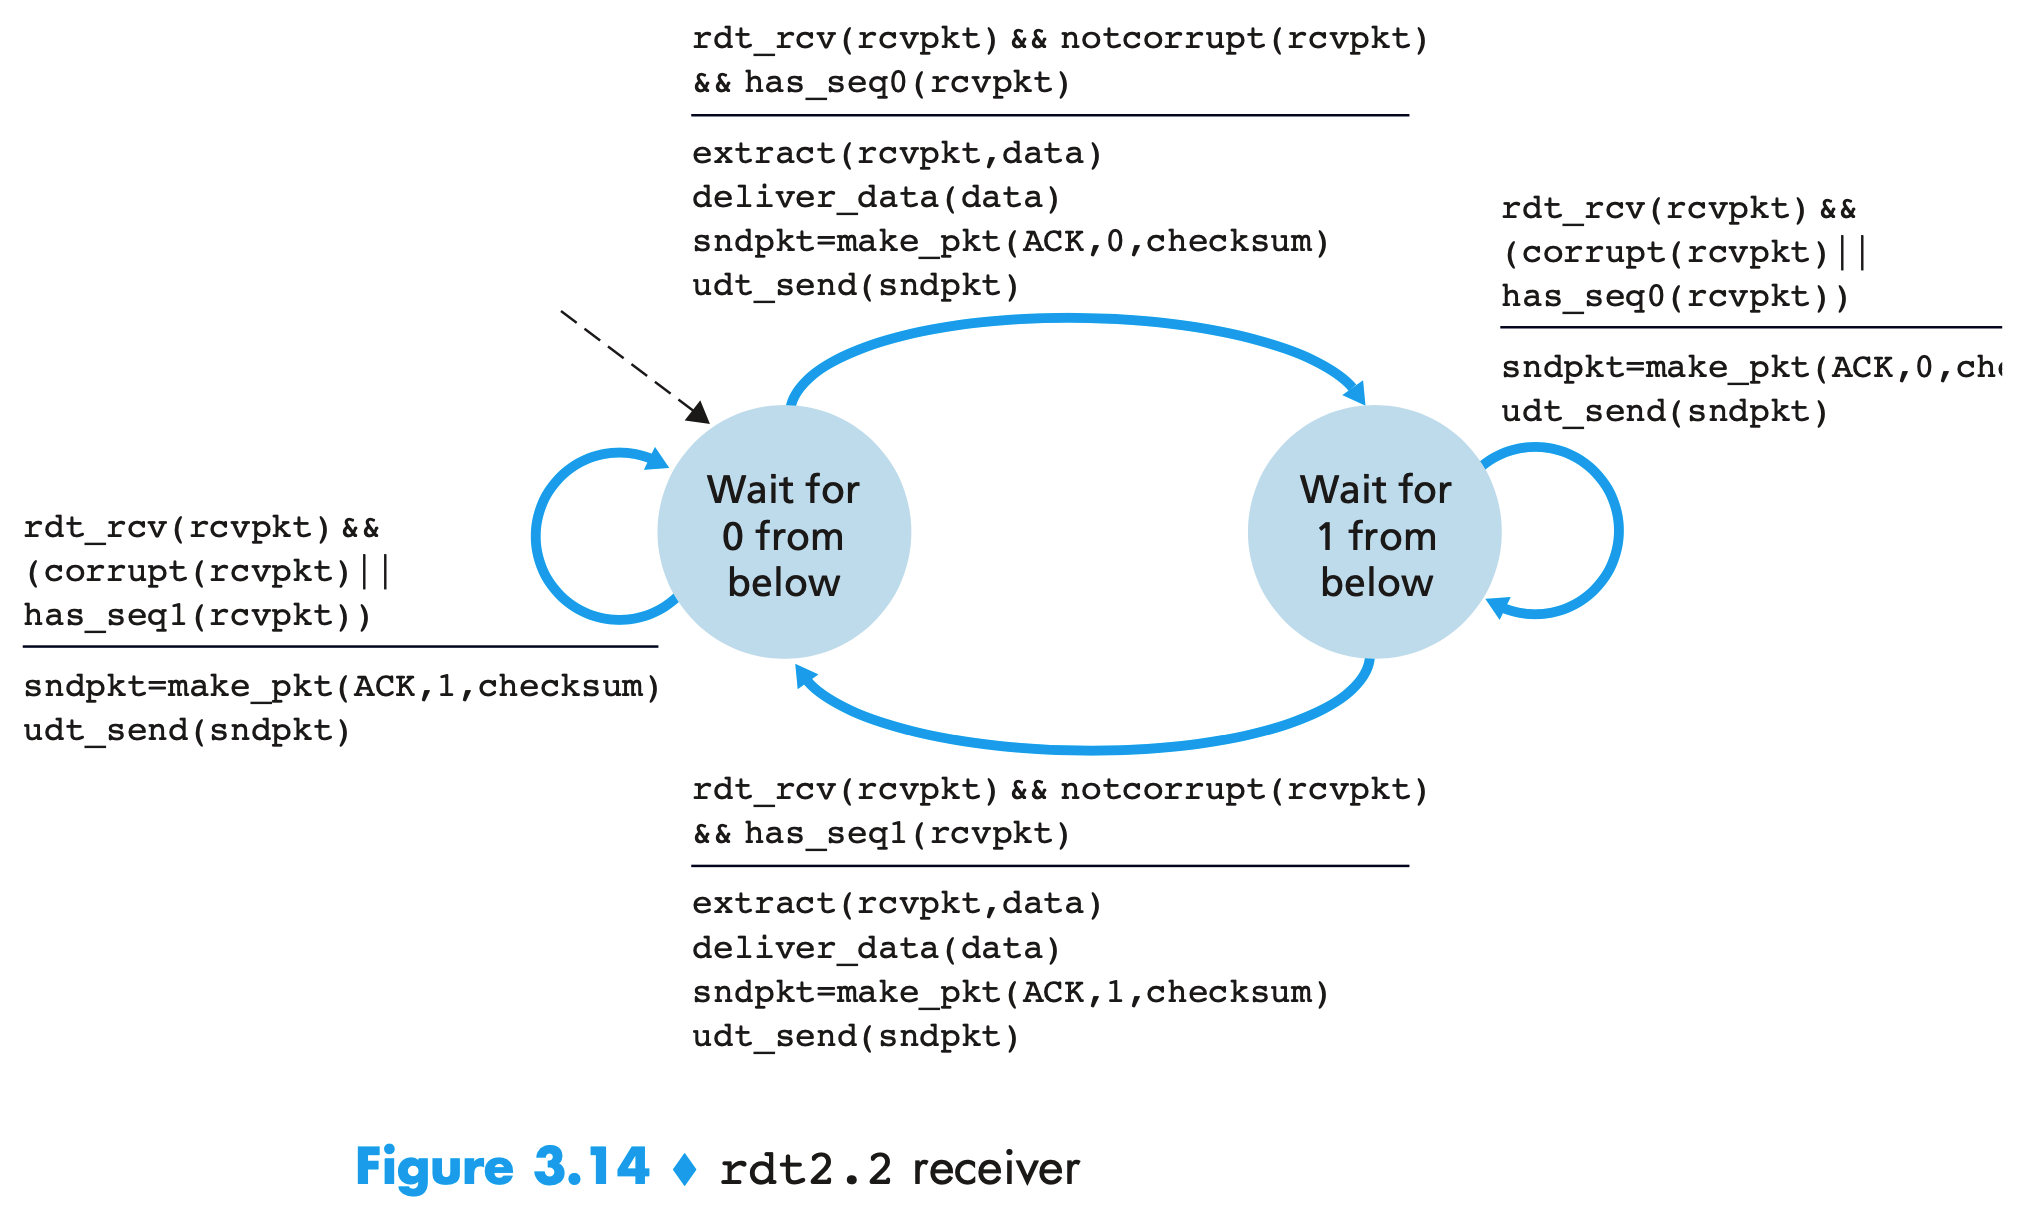 rdt_rcv(rcvpkt) && notcorrupt(rcvpkt)
&& has_seq0(rcvpkt)
extract(rcvpkt,data)
deliver_data(data)
sndpkt=make_pkt(ACK,0,checksum)
udt_send(sndpkt)
rdt_rcv(rcvpkt) &&
(corrupt(rcvpkt)||
has_seq0(rcvpkt))
sndpkt=make_pkt(ACK,0,ch
udt_send(sndpkt)
Wait for
0 from
below
Wait for
1 from
below
rdt_rcv(rcvpkt) &&
(corrupt(rcvpkt)||
has_seq1(rcvpkt))
sndpkt=make_pkt(ACK,1,checksum)
udt_send(sndpkt)
rdt_rcv(rcvpkt) && notcorrupt(rcvpkt)
&& has_seq1(rcvpkt)
extract(rcvpkt,data)
deliver_data(data)
sndpkt=make_pkt(ACK,1,checksum)
udt_send(sndpkt)
Figure 3.14 ♦ rdt2.2 receiver